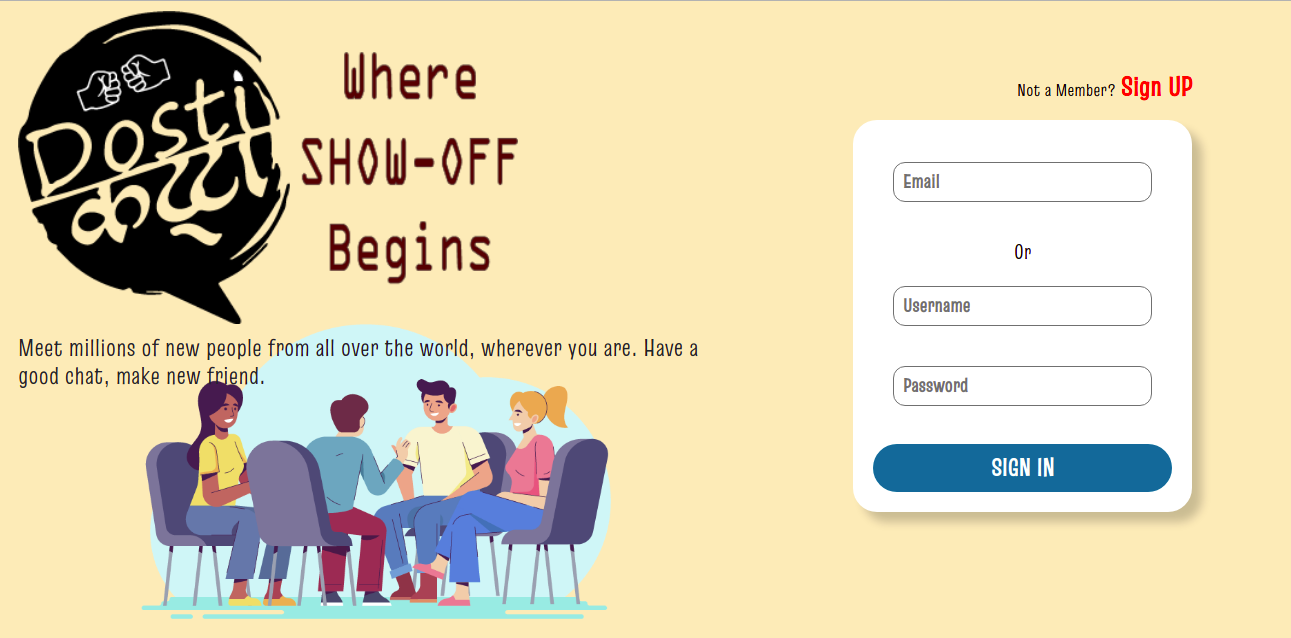 Dosti
Where
SHOW-OFF
Begins
Meet millions of new people from all over the world, wherever you are. Have a
good chat, make new friend.
Not a Member? Sign UP
Email
Or
Username
Password
SIGN IN